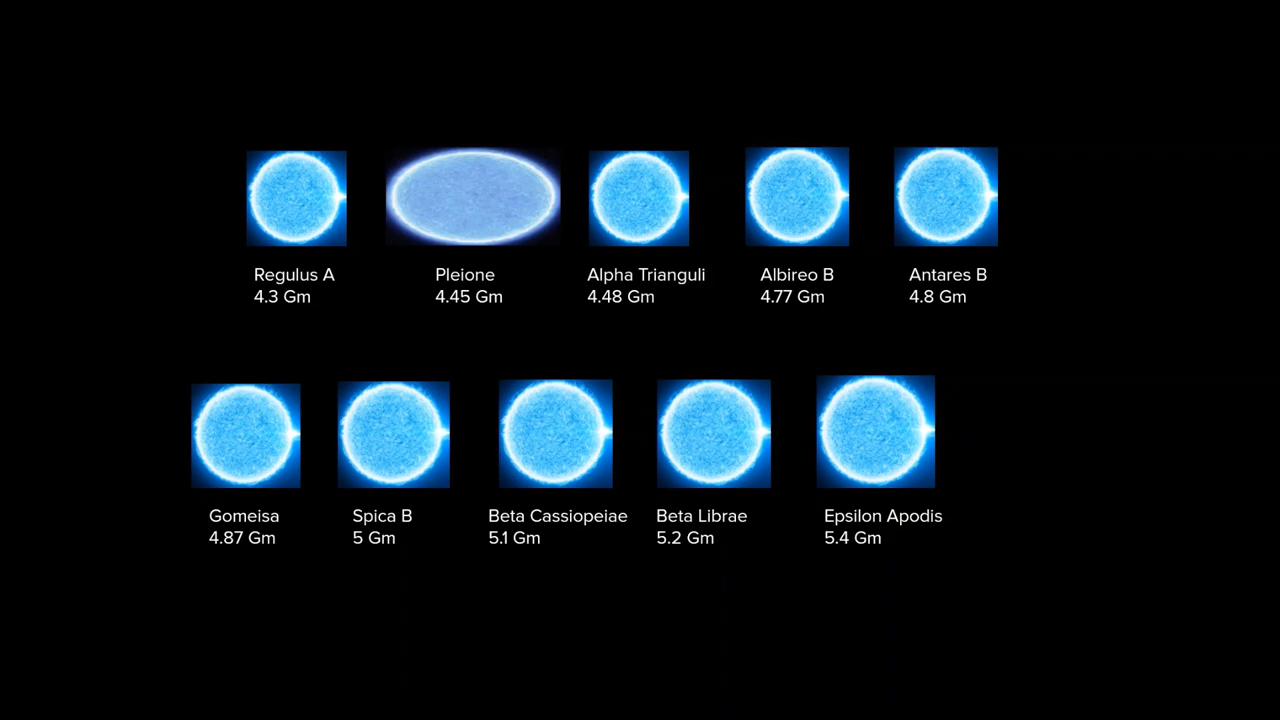 Regulus A
4.3 Gm
Pleione
4.45 Gm
Alpha Trianguli
4.48 Gm
Albireo B
4.77 Gm
Antares B
4.8 Gm
Gomeisa
4.87 Gm
Spica B
5 Gm
Beta Cassiopeiae
5.1 Gm
Beta Librae
5.2 Gm
Epsilon Apodis
5.4 Gm